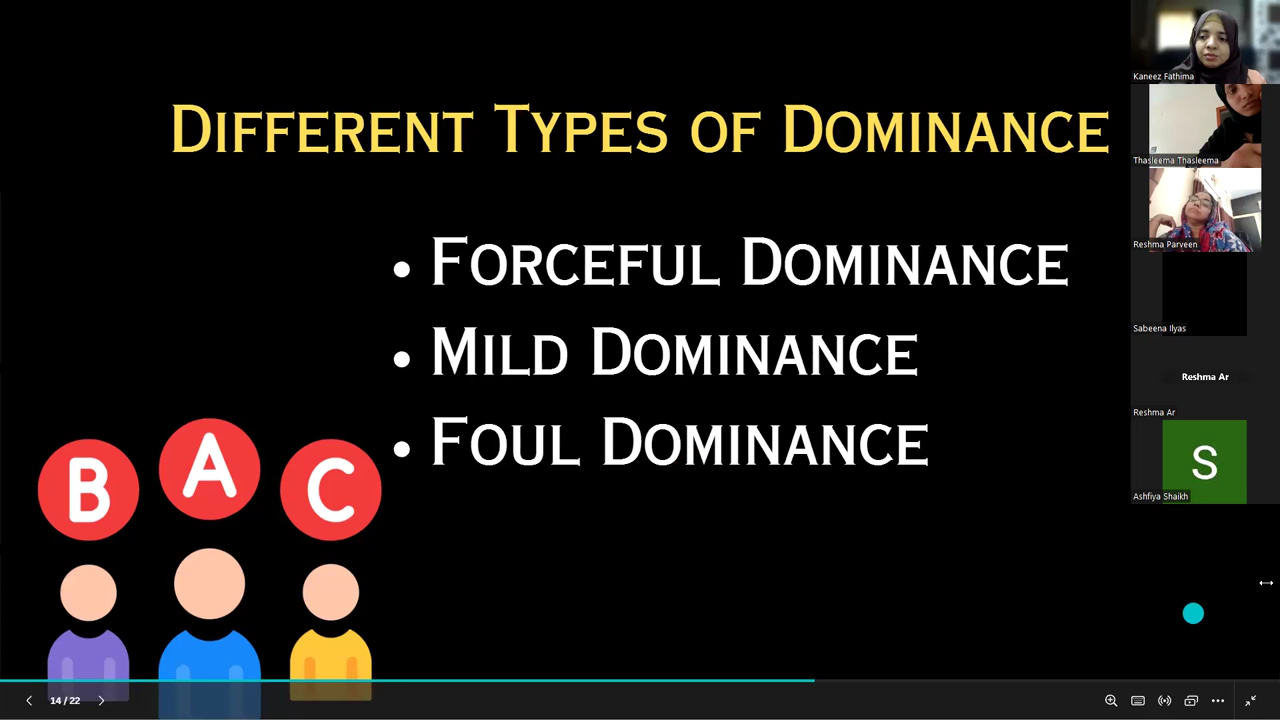 Different Types of Dominance
• Forceful Dominance
• Mild Dominance
• Foul Dominance
B
A
C
14 / 22
Kaneez Fathima
Thasleema Thasleema
Reshma Parveen
Sabeena Ilyas
Reshma Ar
Reshma Ar
S
Ashfiya Shaikh